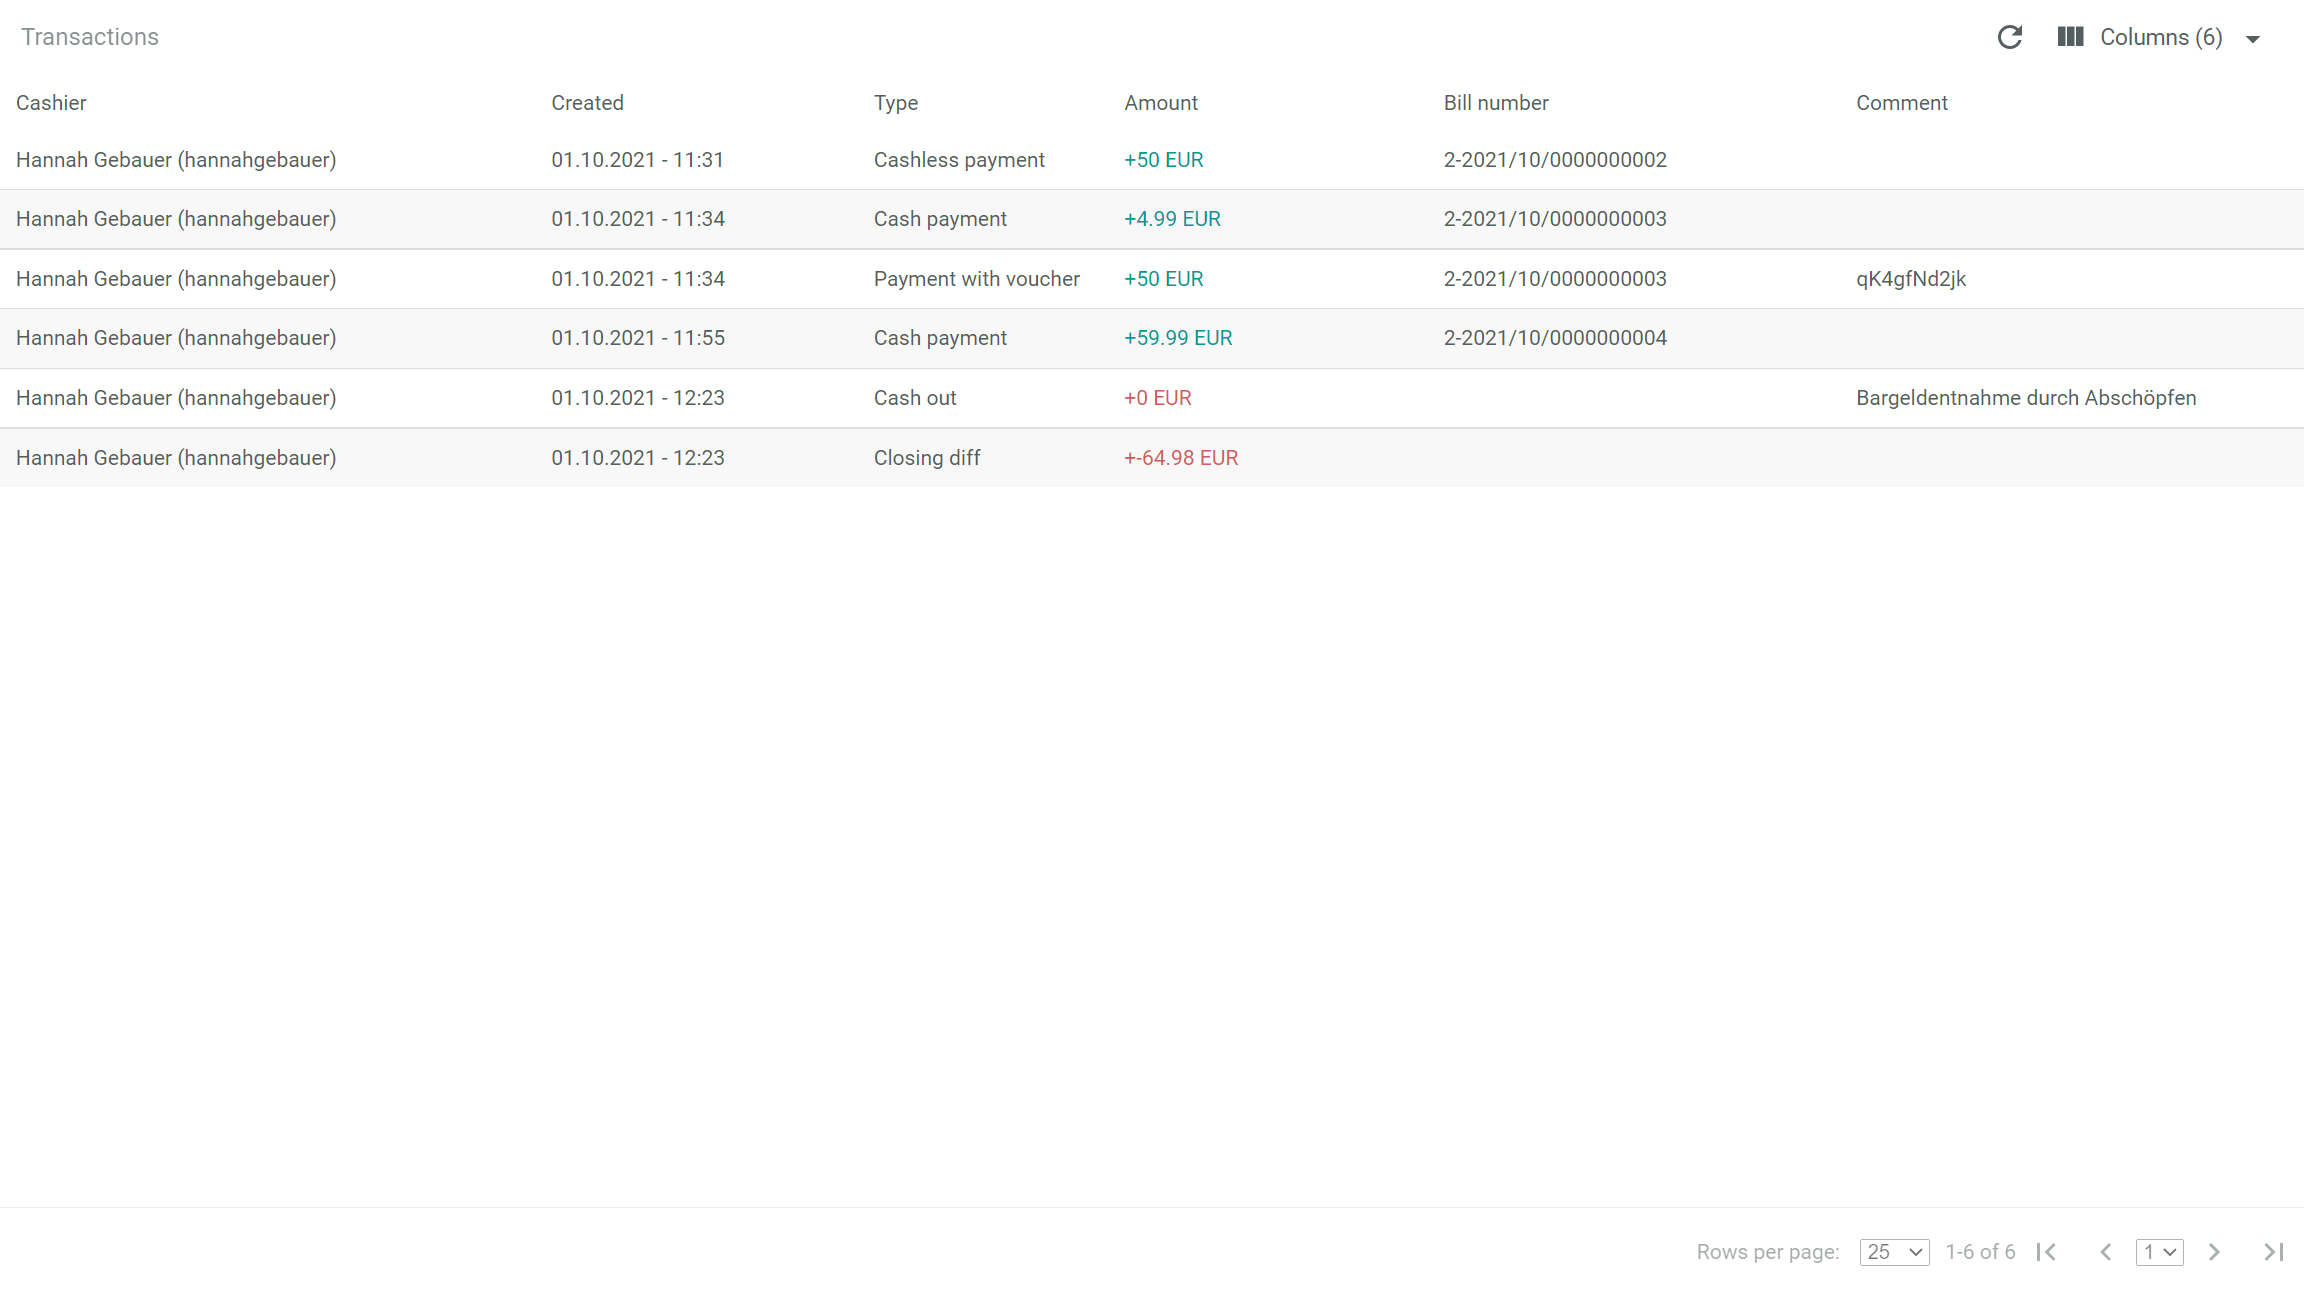 Transactions Columns (6)
Cashier Created Type Amount Bill number Comment
Hannah Gebauer (hannahgebauer) 01.10.2021 - 11:31 Cashless payment +50 EUR 2-2021/10/0000000002
Hannah Gebauer (hannahgebauer) 01.10.2021 - 11:34 Cash payment +4.99 EUR 2-2021/10/0000000003
Hannah Gebauer (hannahgebauer) 01.10.2021 - 11:34 Payment with voucher +50 EUR 2-2021/10/0000000003 qK4gfNd2jk
Hannah Gebauer (hannahgebauer) 01.10.2021 - 11:55 Cash payment +59.99 EUR 2-2021/10/0000000004
Hannah Gebauer (hannahgebauer) 01.10.2021 - 12:23 Cash out +0 EUR Bargeldentnahme durch Abschöpfen
Hannah Gebauer (hannahgebauer) 01.10.2021 - 12:23 Closing diff +-64.98 EUR
Rows per page: 25 1-6 of 6 1